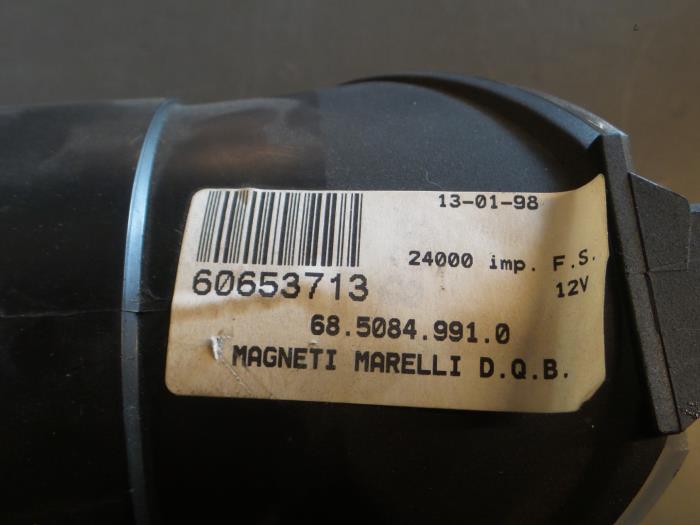 13-01-98
24000 imp. F.S.
60653713
12V
68.5084.991.0
MAGNETI MARELLI D.Q.B.